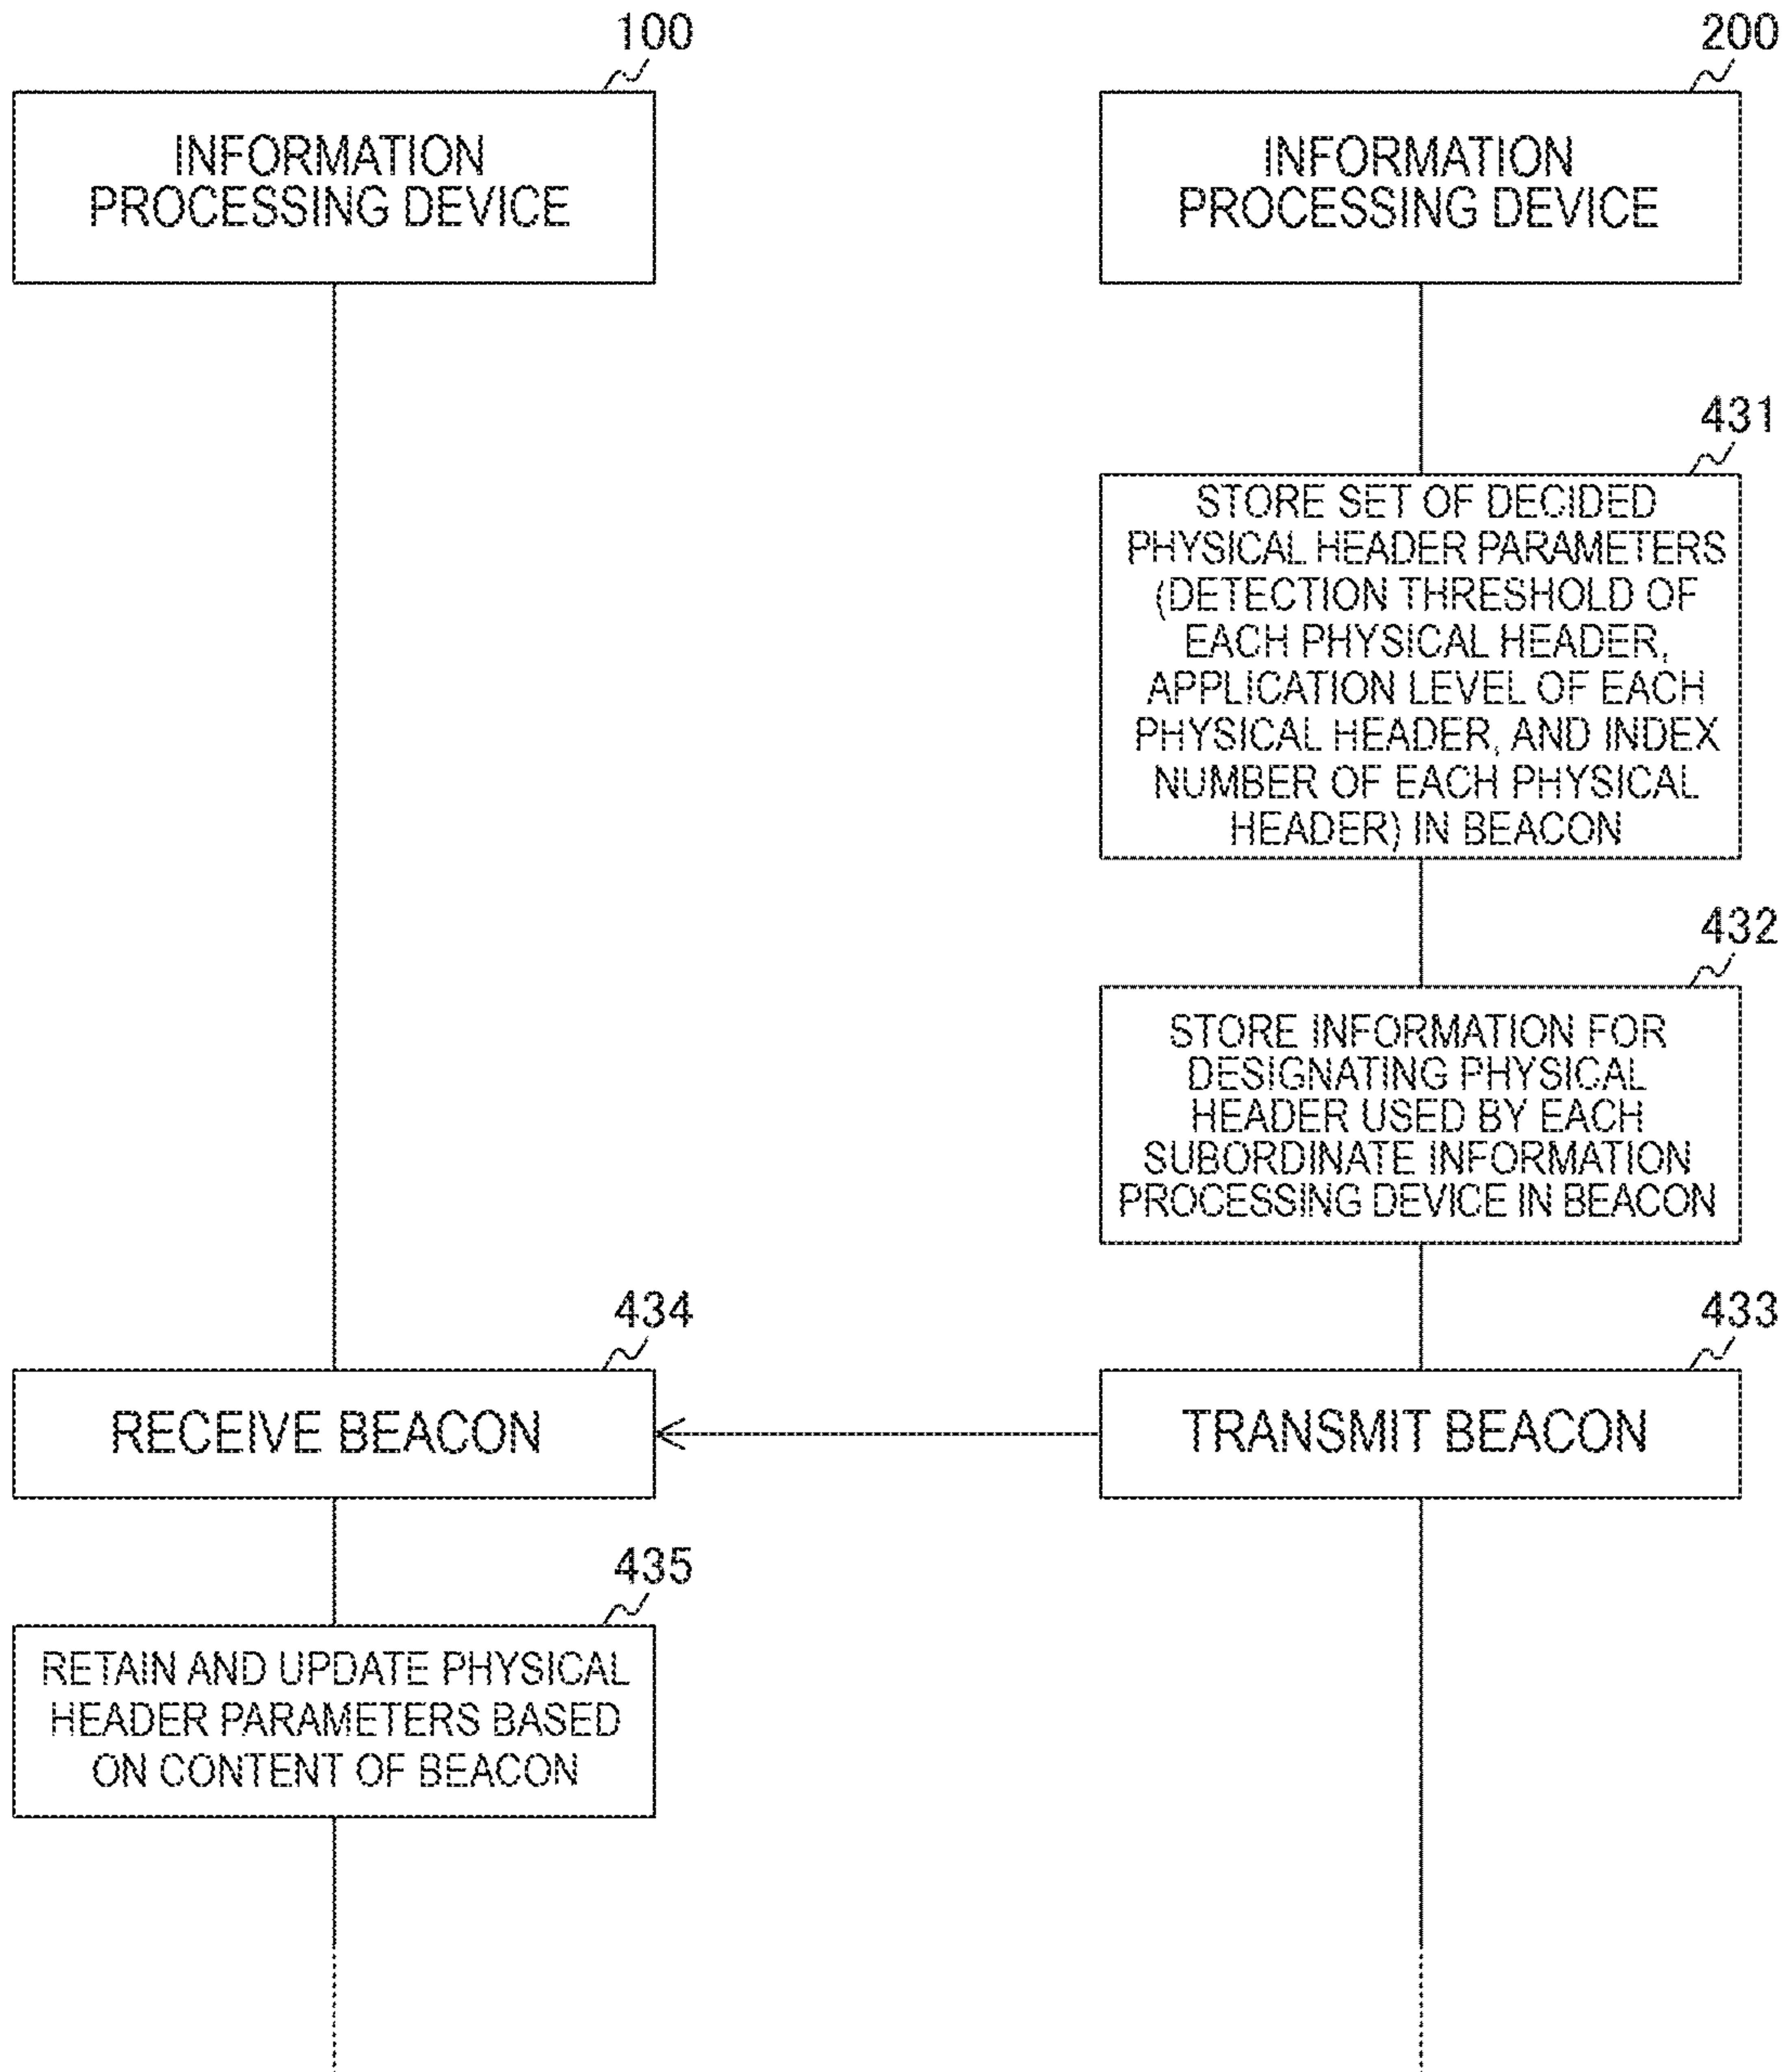 100
200
INFORMATION
PROCESSING DEVICE
INFORMATION
PROCESSING DEVICE
431
STORE SET OF DECIDED
PHYSICAL HEADER PARAMETERS
(DETECTION THRESHOLD OF
EACH PHYSICAL HEADER,
APPLICATION LEVEL OF EACH
PHYSICAL HEADER, AND INDEX
NUMBER OF EACH PHYSICAL
HEADER) IN BEACON
432
STORE INFORMATION FOR
DESIGNATING PHYSICAL
HEADER USED BY EACH
SUBORDINATE INFORMATION
PROCESSING DEVICE IN BEACON
434
433
RECEIVE BEACON
TRANSMIT BEACON
435
RETAIN AND UPDATE PHYSICAL
HEADER PARAMETERS BASED
ON CONTENT OF BEACON